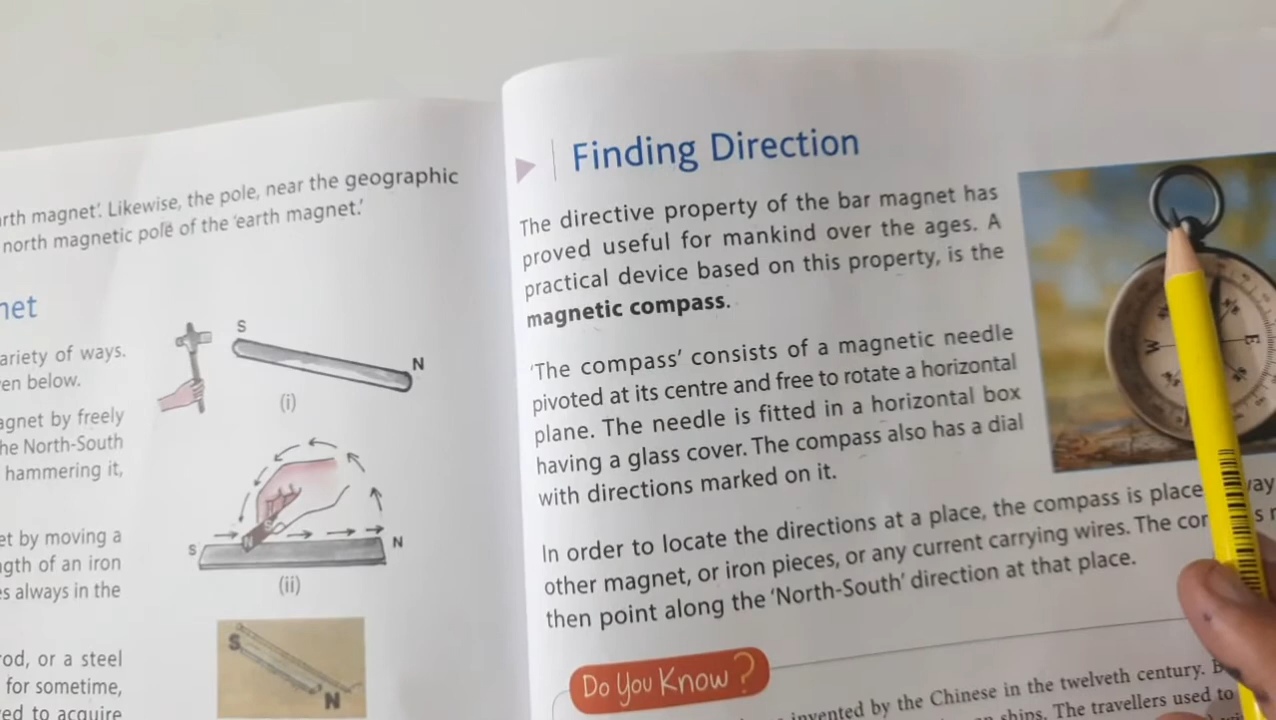 arth magnet'. Likewise, the pole, near the geographic
north magnetic pole of the 'earth magnet.'
net
ariety of ways.
en below.
agnet by freely
he North-South
hammering it,
et by moving a
ngth of an iron
es always in the
rod, or a steel
for sometime,
ed to acquire
S
N
(i)
S
N
(ii)
S
N
Finding Direction
The directive property of the bar magnet has
proved useful for mankind over the ages. A
practical device based on this property, is the
magnetic compass.
'The compass' consists of a magnetic needle
pivoted at its centre and free to rotate a horizontal
plane. The needle is fitted in a horizontal box
having a glass cover. The compass also has a dial
with directions marked on it.
In order to locate the directions at a place, the compass is place way
other magnet, or iron pieces, or any current carrying wires. The
then point along the 'North-South' direction at that place.
W
E
Do You Know?
invented by the Chinese in the twelveth century.
ships. The travellers used to